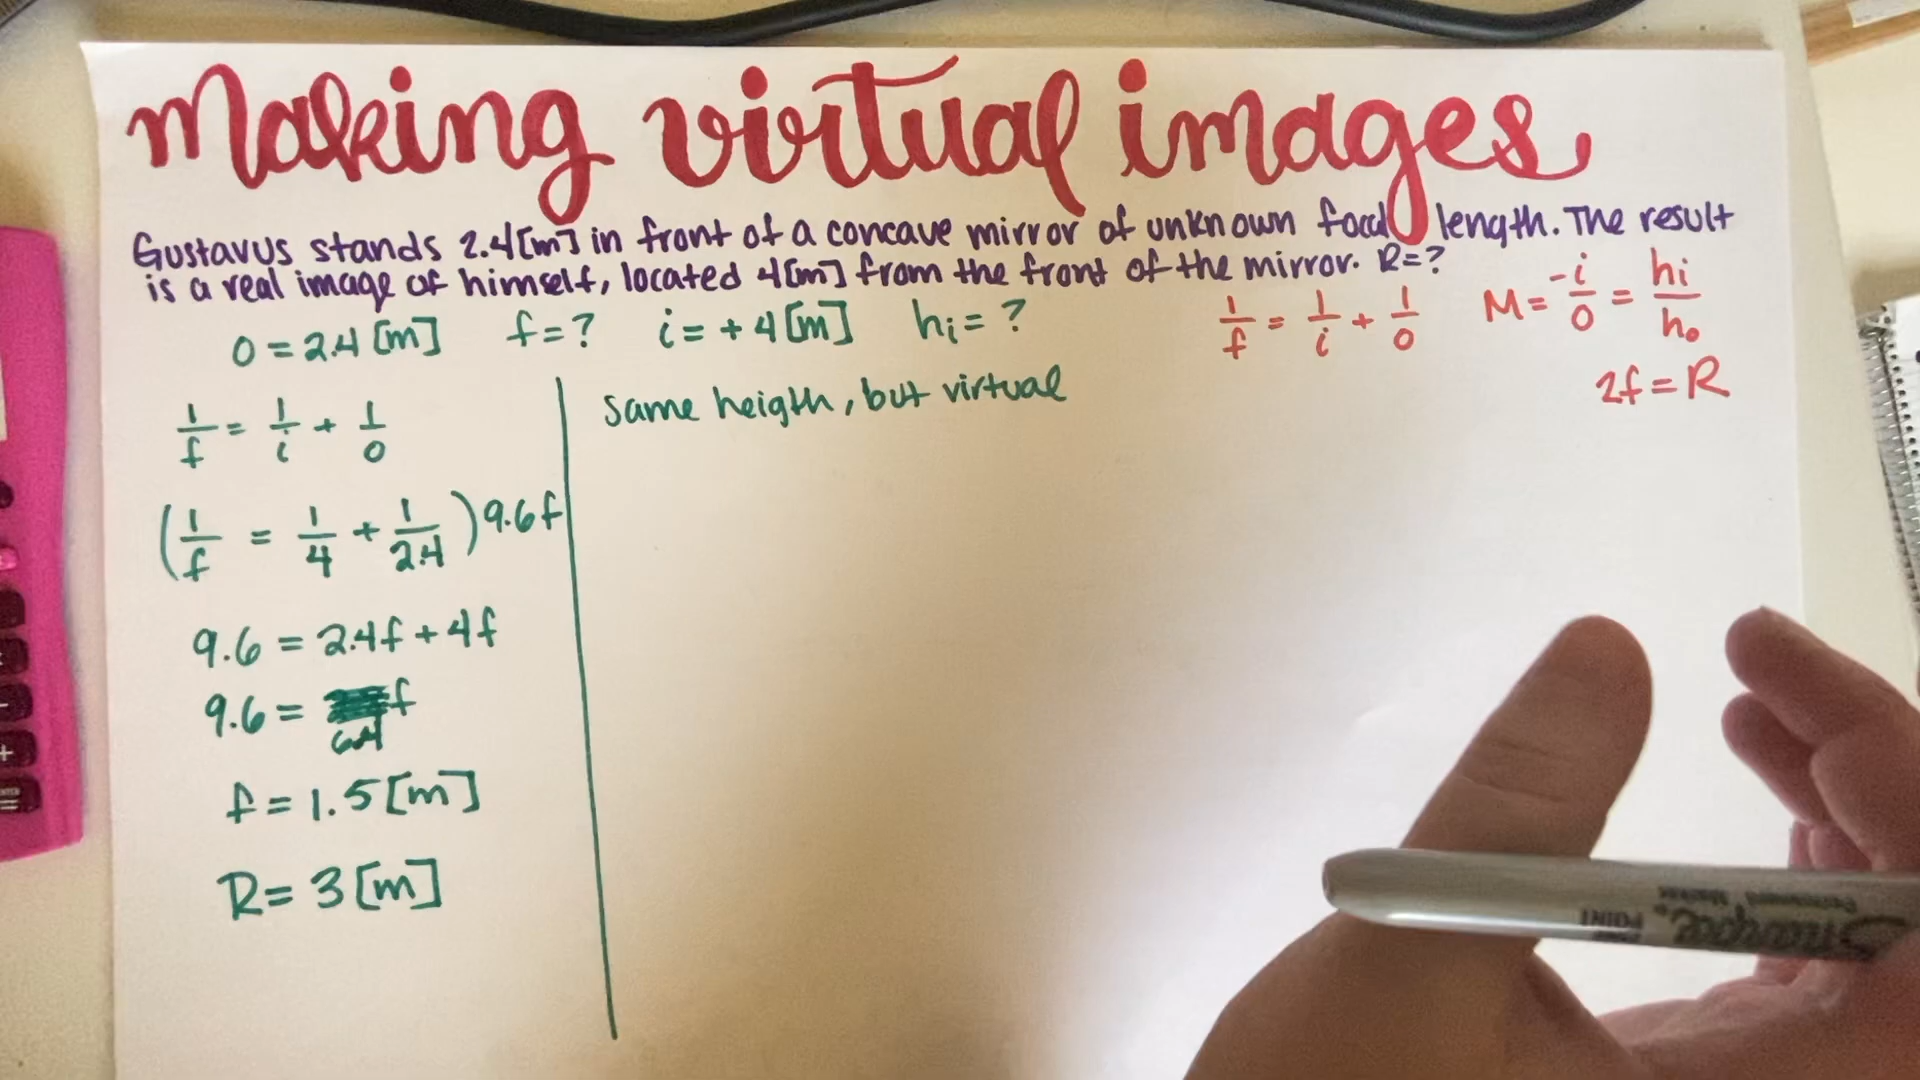 making virtual images
Gustavus stands 2.4[m] in front of a concave mirror of unknown focal length. The result
is a real image of himself, located 4[m] from the front of the mirror. R=?
o = 2.4 [m] f = ? i = + 4 [m] hi = ?
1/f = 1/i + 1/o M = -i/o = hi/ho
2f = R
1/f = 1/i + 1/o
(1/f = 1/4 + 1/2.4) 9.6f
9.6 = 2.4f + 4f
9.6 = 6.4 f
f = 1.5 [m]
R = 3 [m]
same heigth, but virtual
Sharpie
POINT